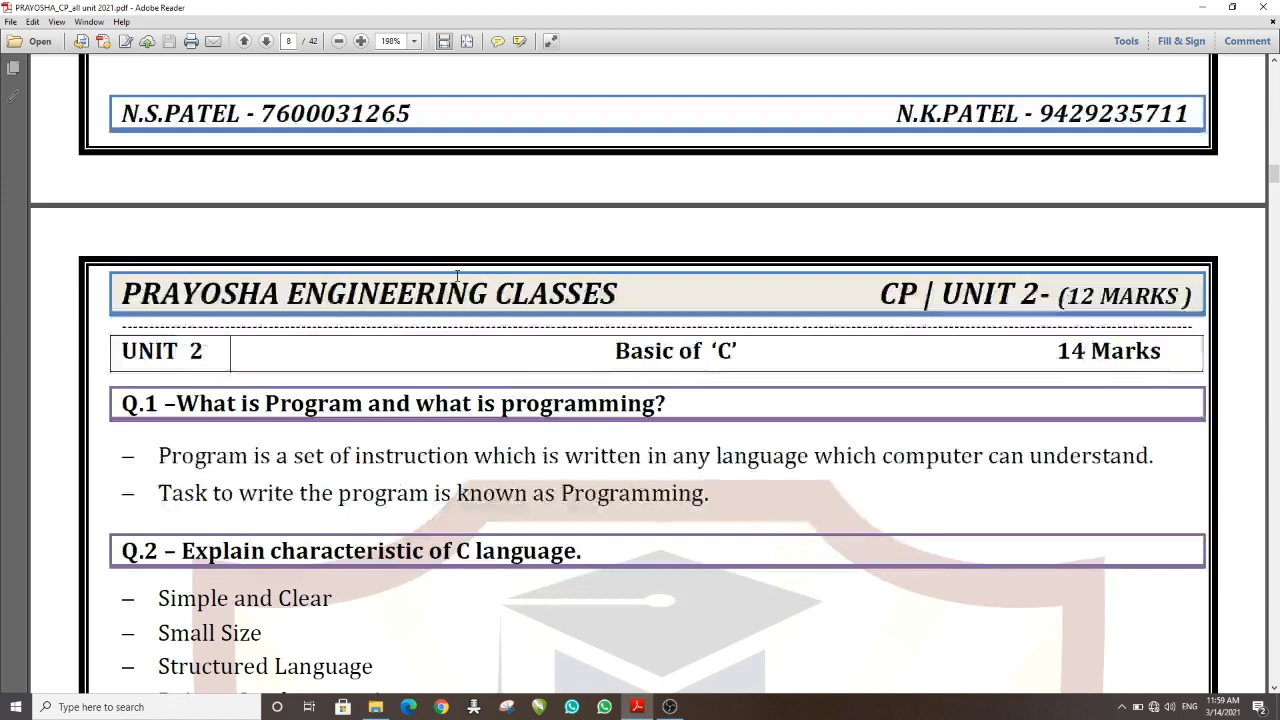 PRAYOSHA_CP_all unit 2021.pdf - Adobe Reader
File Edit View Window Help
Open 8 / 42 198% Tools Fill & Sign Comment
N.S.PATEL - 7600031265 N.K.PATEL - 9429235711
PRAYOSHA ENGINEERING CLASSES CP | UNIT 2- (12 MARKS )
UNIT 2 Basic of ‘C’ 14 Marks
Q.1 –What is Program and what is programming?
– Program is a set of instruction which is written in any language which computer can understand.
– Task to write the program is known as Programming.
Q.2 – Explain characteristic of C language.
– Simple and Clear
– Small Size
– Structured Language
Type here to search
ENG 11:59 AM
3/14/2021 2